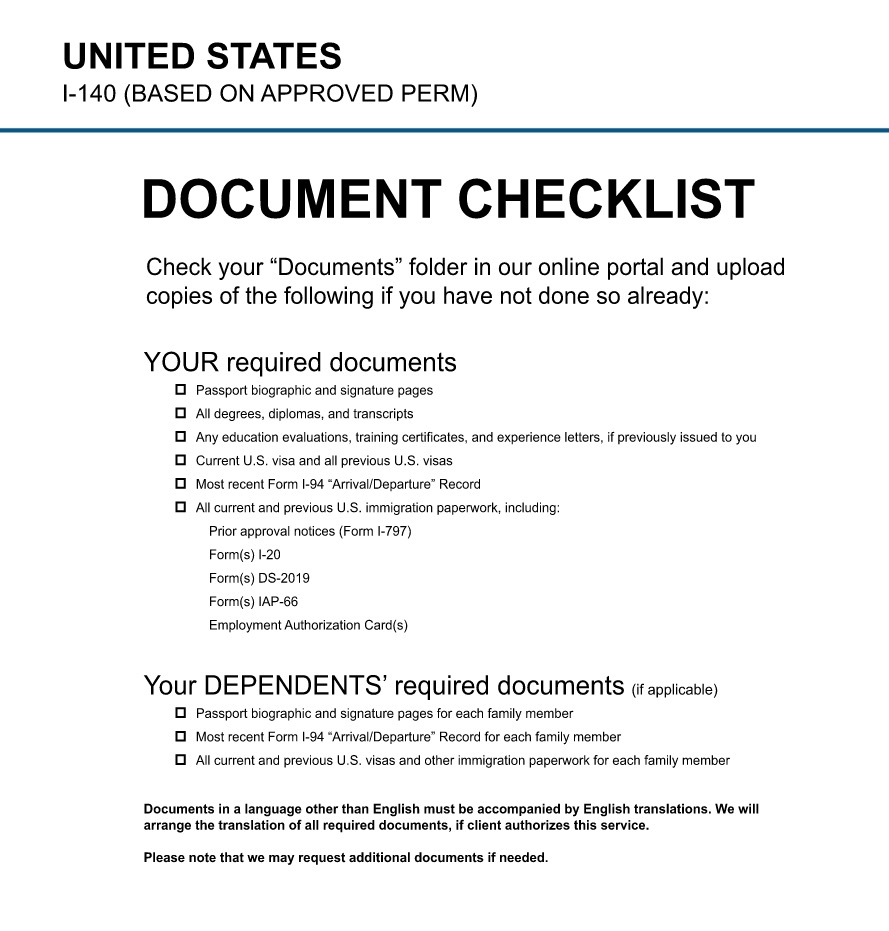 UNITED STATES
I-140 (BASED ON APPROVED PERM)
DOCUMENT CHECKLIST
Check your “Documents” folder in our online portal and upload
copies of the following if you have not done so already:
YOUR required documents
Passport biographic and signature pages
All degrees, diplomas, and transcripts
Any education evaluations, training certificates, and experience letters, if previously issued to you
Current U.S. visa and all previous U.S. visas
Most recent Form I-94 “Arrival/Departure” Record
All current and previous U.S. immigration paperwork, including:
Prior approval notices (Form I-797)
Form(s) I-20
Form(s) DS-2019
Form(s) IAP-66
Employment Authorization Card(s)
Your DEPENDENTS’ required documents (if applicable)
Passport biographic and signature pages for each family member
Most recent Form I-94 “Arrival/Departure” Record for each family member
All current and previous U.S. visas and other immigration paperwork for each family member
Documents in a language other than English must be accompanied by English translations. We will
arrange the translation of all required documents, if client authorizes this service.
Please note that we may request additional documents if needed.